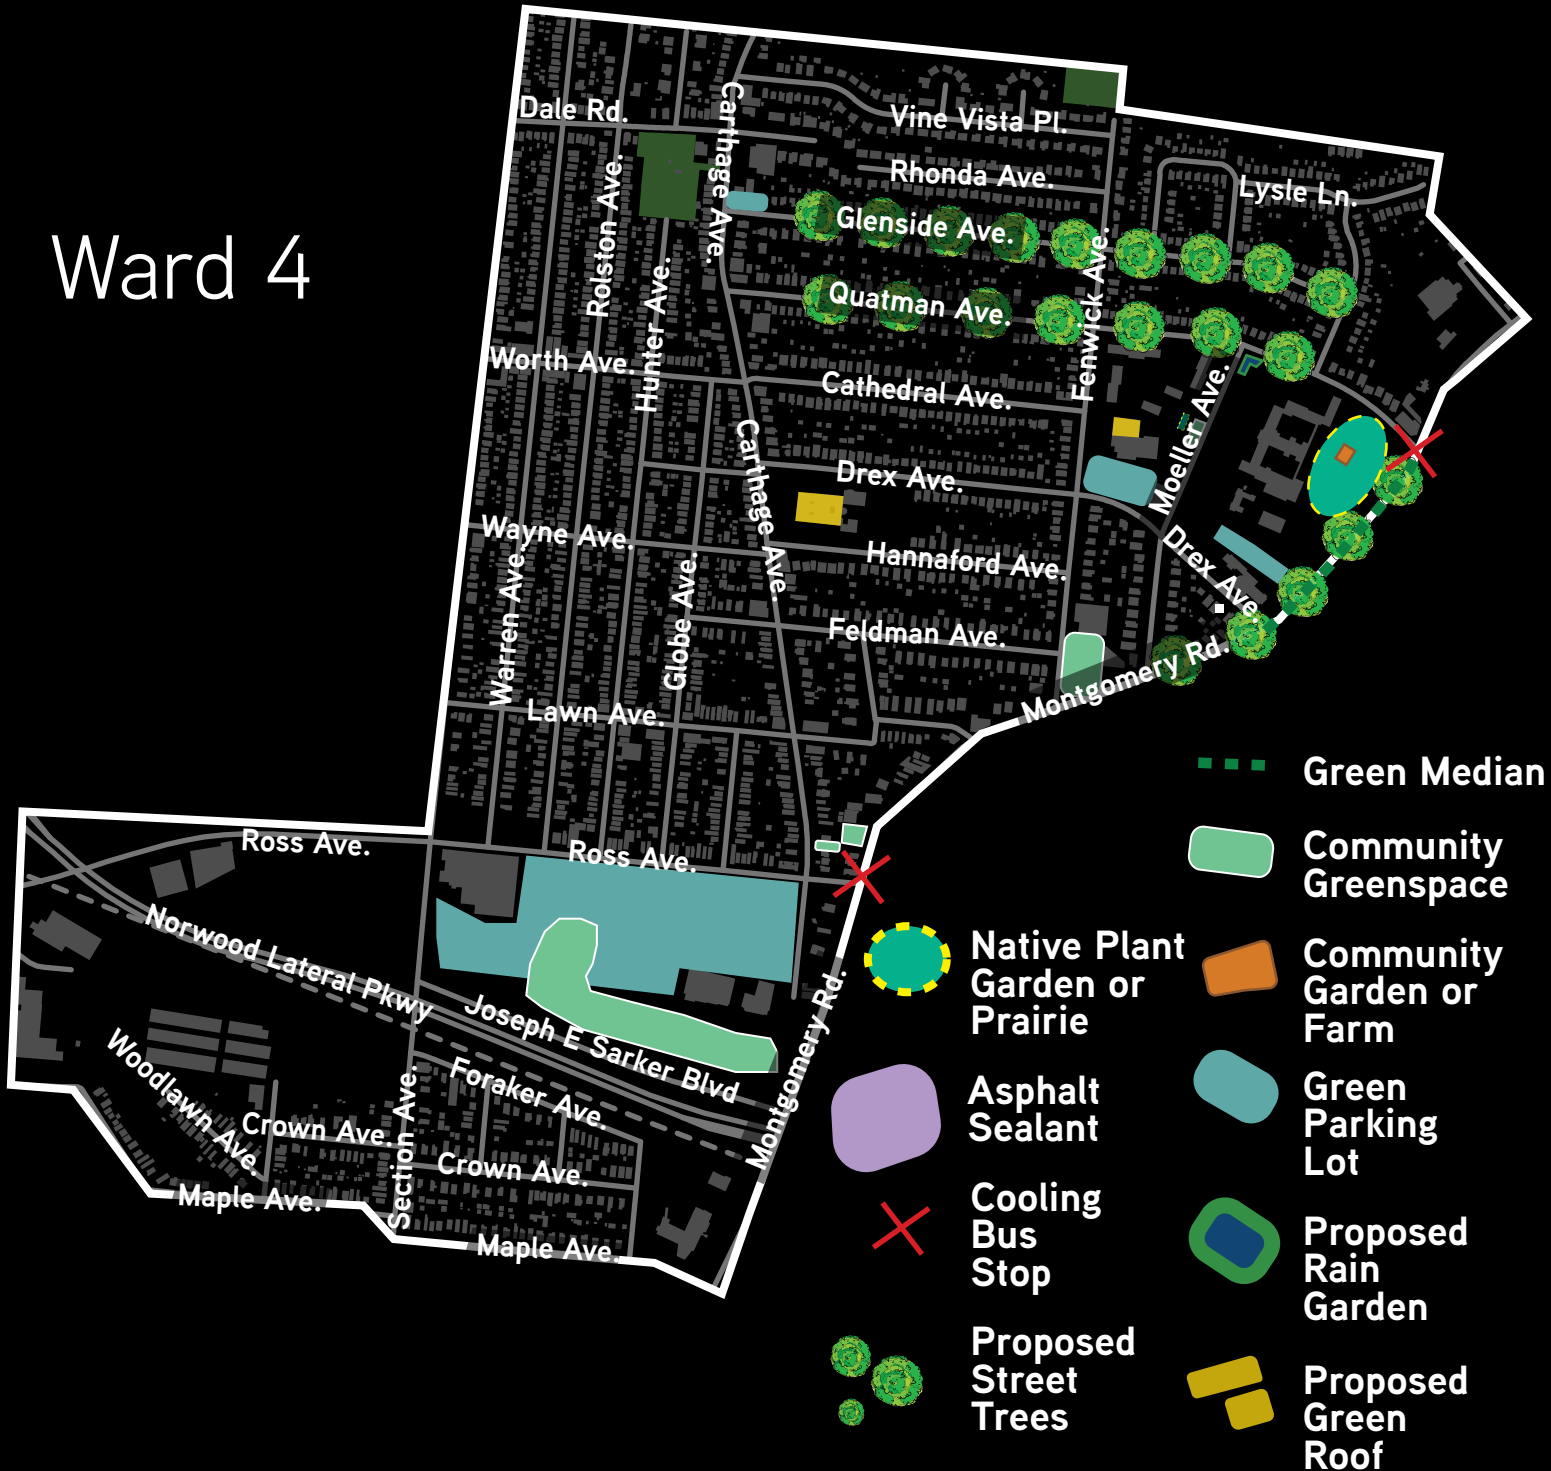 Ward 4
Dale Rd.
Carthage Ave.
Vine Vista Pl.
Rhonda Ave.
Lysle Ln.
Rolston Ave.
Glenside Ave.
Hunter Ave.
Quatman Ave.
Fenwick Ave.
Worth Ave.
Cathedral Ave.
Moeller Ave.
Carthage Ave.
Drex Ave.
Wayne Ave.
Hannaford Ave.
Drex Ave.
Warren Ave.
Globe Ave.
Feldman Ave.
Montgomery Rd.
Lawn Ave.
Ross Ave.
Ross Ave.
Norwood Lateral Pkwy
Joseph E Sarker Blvd
Montgomery Rd.
Woodlawn Ave.
Foraker Ave.
Crown Ave.
Section Ave.
Crown Ave.
Maple Ave.
Maple Ave.
Green Median
Community
Greenspace
Native Plant
Garden or
Prairie
Community
Garden or
Farm
Asphalt
Sealant
Green
Parking
Lot
Cooling
Bus
Stop
Proposed
Rain
Garden
Proposed
Street
Trees
Proposed
Green
Roof